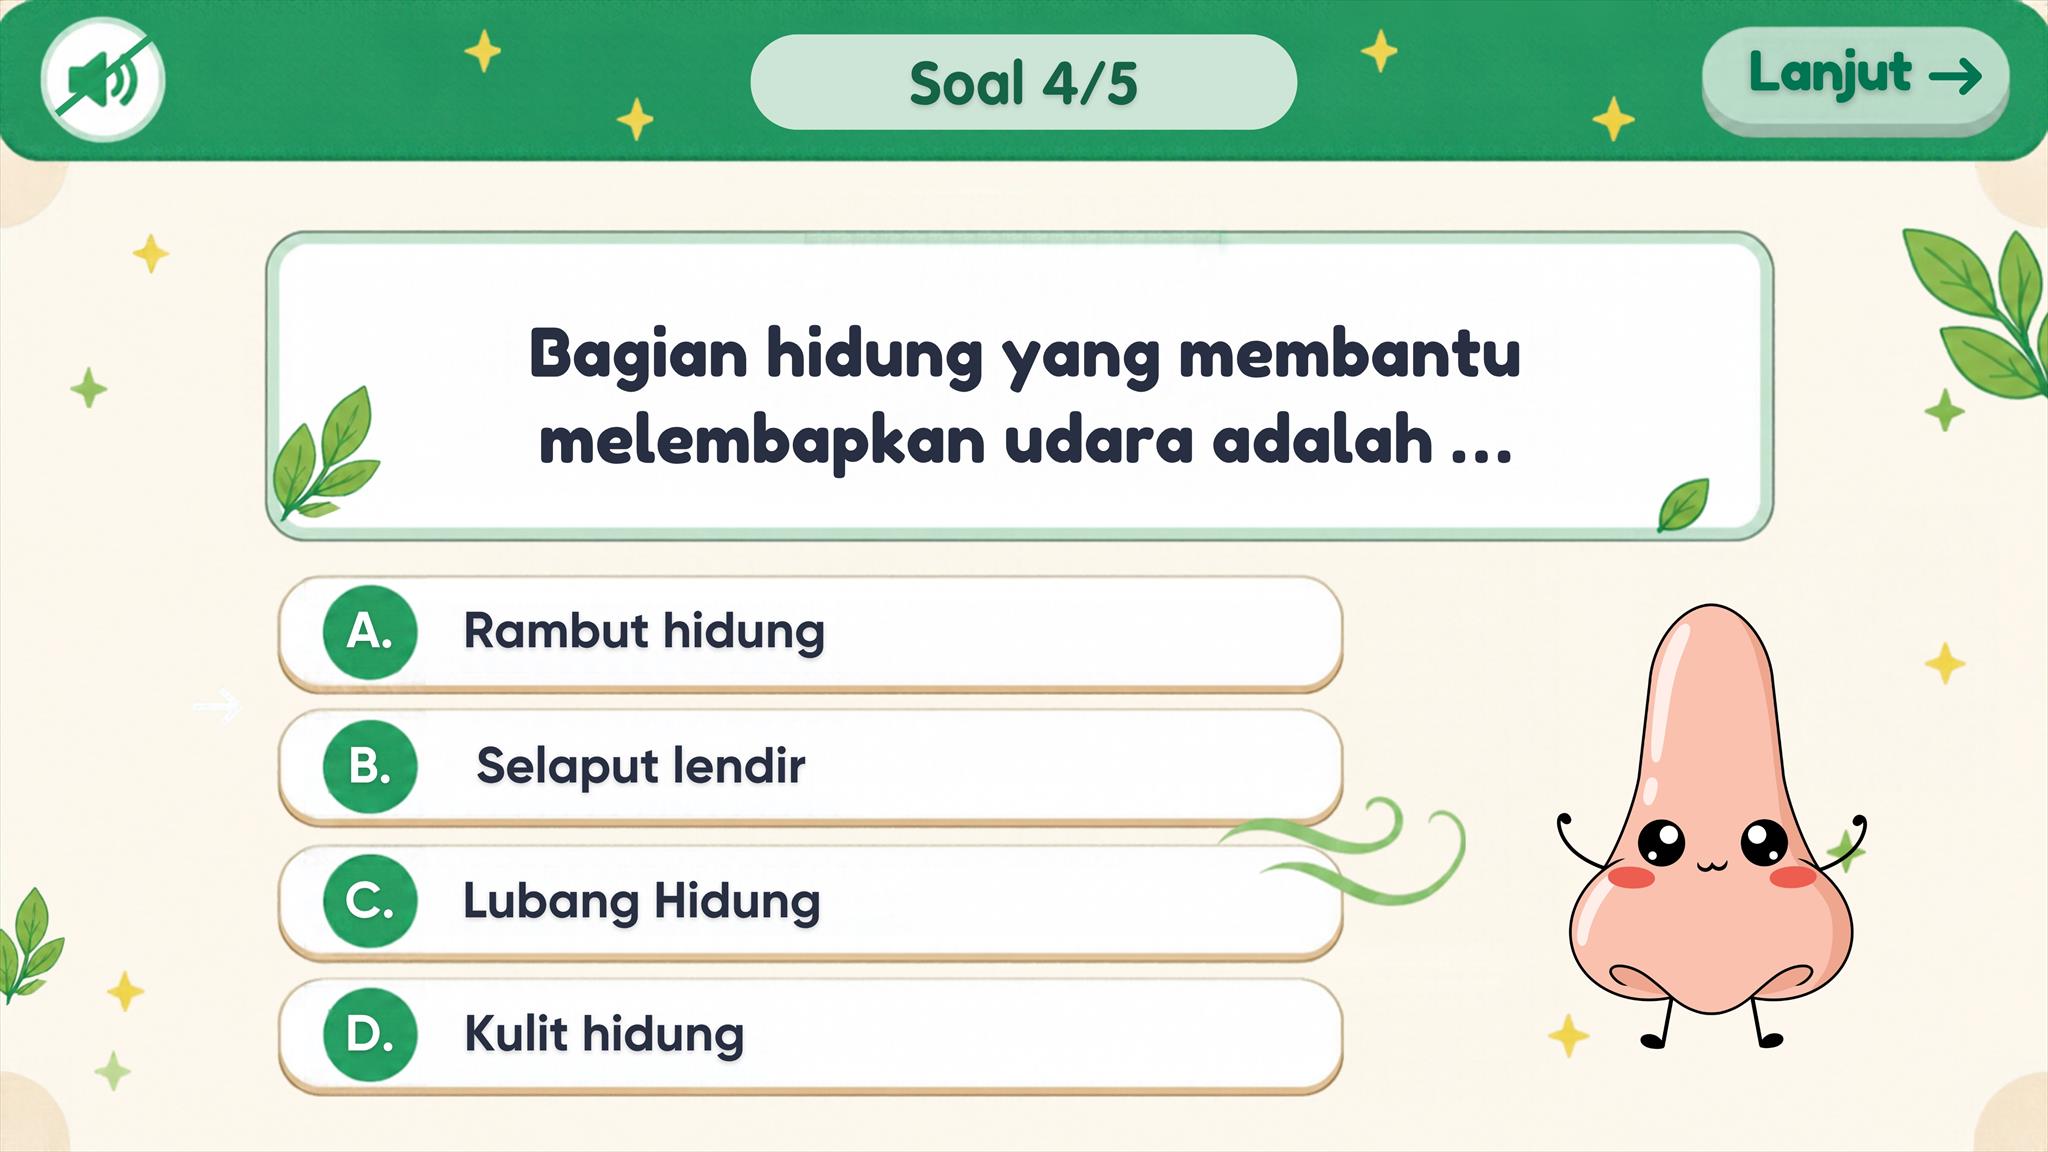 Soal 4/5
Lanjut →
Bagian hidung yang membantu
melembapkan udara adalah ...
A. Rambut hidung
B. Selaput lendir
C. Lubang Hidung
D. Kulit hidung